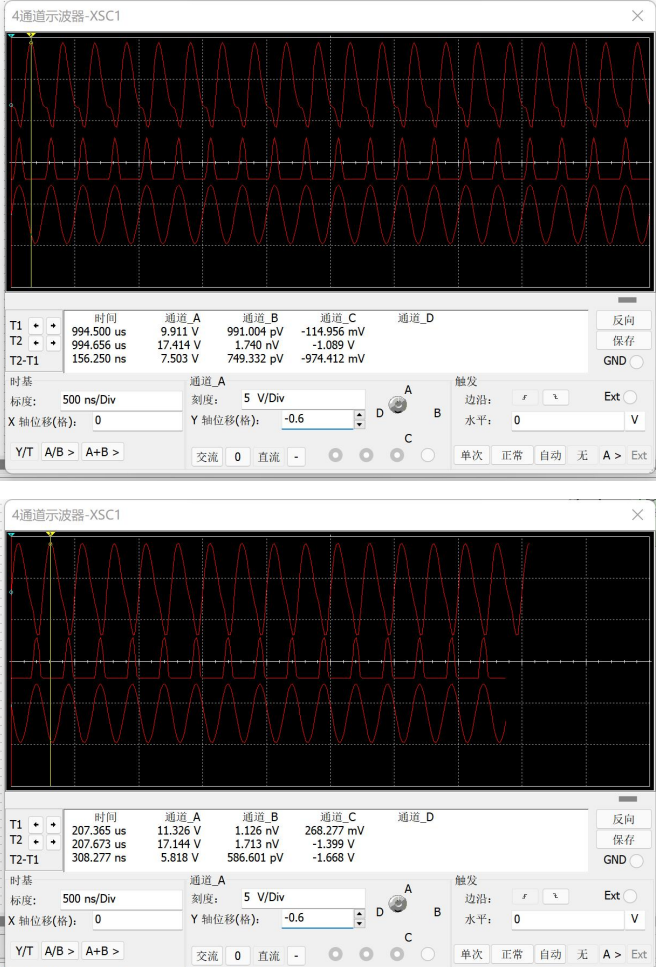 4通道示波器-XSC1
时间 通道_A 通道_B 通道_C 通道_D
T1 994.500 us 9.911 V 991.004 pV -114.956 mV
T2 994.656 us 17.414 V 1.740 nV -1.089 V
T2-T1 156.250 ns 7.503 V 749.332 pV -974.412 mV
反向
保存
GND
时基
标度: 500 ns/Div
X 轴位移(格): 0
Y/T A/B > A+B >
通道_A
刻度: 5 V/Div
Y 轴位移(格): -0.6
交流 0 直流 -
A
D B
C
触发
边沿: Ext
水平: 0 V
单次 正常 自动 无 A > Ext
4通道示波器-XSC1
时间 通道_A 通道_B 通道_C 通道_D
T1 207.365 us 11.326 V 1.126 nV 268.277 mV
T2 207.673 us 17.144 V 1.713 nV -1.399 V
T2-T1 308.277 ns 5.818 V 586.601 pV -1.668 V
反向
保存
GND
时基
标度: 500 ns/Div
X 轴位移(格): 0
Y/T A/B > A+B >
通道_A
刻度: 5 V/Div
Y 轴位移(格): -0.6
交流 0 直流 -
A
D B
C
触发
边沿: Ext
水平: 0 V
单次 正常 自动 无 A > Ext